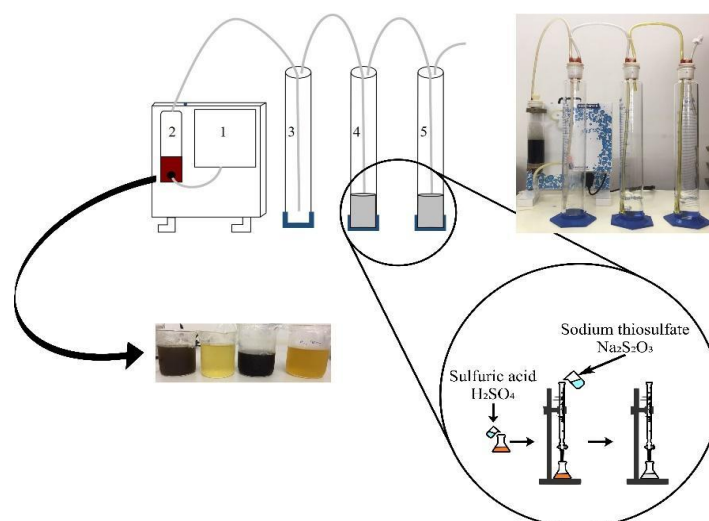 1
2
3
4
5
Sodium thiosulfate
Na₂S₂O₃
Sulfuric acid
H₂SO₄